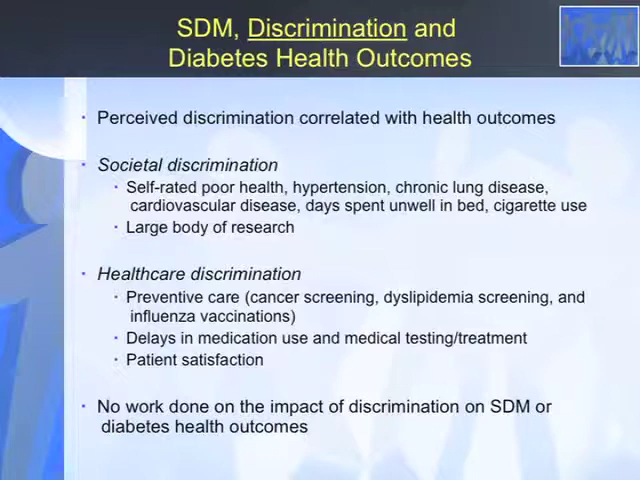 SDM, Discrimination and
Diabetes Health Outcomes
· Perceived discrimination correlated with health outcomes
· Societal discrimination
· Self-rated poor health, hypertension, chronic lung disease,
cardiovascular disease, days spent unwell in bed, cigarette use
· Large body of research
· Healthcare discrimination
· Preventive care (cancer screening, dyslipidemia screening, and
influenza vaccinations)
· Delays in medication use and medical testing/treatment
· Patient satisfaction
· No work done on the impact of discrimination on SDM or
diabetes health outcomes